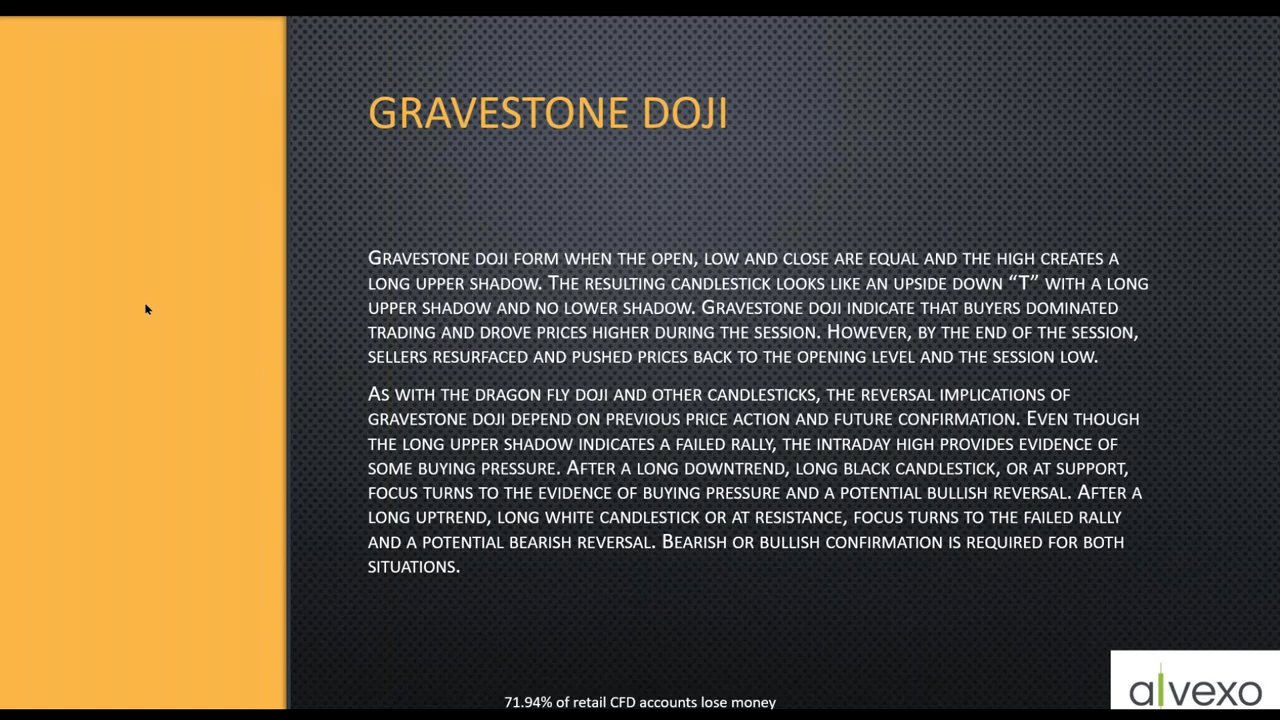 GRAVESTONE DOJI
GRAVESTONE DOJI FORM WHEN THE OPEN, LOW AND CLOSE ARE EQUAL AND THE HIGH CREATES A
LONG UPPER SHADOW. THE RESULTING CANDLESTICK LOOKS LIKE AN UPSIDE DOWN “T” WITH A LONG
UPPER SHADOW AND NO LOWER SHADOW. GRAVESTONE DOJI INDICATE THAT BUYERS DOMINATED
TRADING AND DROVE PRICES HIGHER DURING THE SESSION. HOWEVER, BY THE END OF THE SESSION,
SELLERS RESURFACED AND PUSHED PRICES BACK TO THE OPENING LEVEL AND THE SESSION LOW.
AS WITH THE DRAGON FLY DOJI AND OTHER CANDLESTICKS, THE REVERSAL IMPLICATIONS OF
GRAVESTONE DOJI DEPEND ON PREVIOUS PRICE ACTION AND FUTURE CONFIRMATION. EVEN THOUGH
THE LONG UPPER SHADOW INDICATES A FAILED RALLY, THE INTRADAY HIGH PROVIDES EVIDENCE OF
SOME BUYING PRESSURE. AFTER A LONG DOWNTREND, LONG BLACK CANDLESTICK, OR AT SUPPORT,
FOCUS TURNS TO THE EVIDENCE OF BUYING PRESSURE AND A POTENTIAL BULLISH REVERSAL. AFTER A
LONG UPTREND, LONG WHITE CANDLESTICK OR AT RESISTANCE, FOCUS TURNS TO THE FAILED RALLY
AND A POTENTIAL BEARISH REVERSAL. BEARISH OR BULLISH CONFIRMATION IS REQUIRED FOR BOTH
SITUATIONS.
71.94% of retail CFD accounts lose money
alvexo